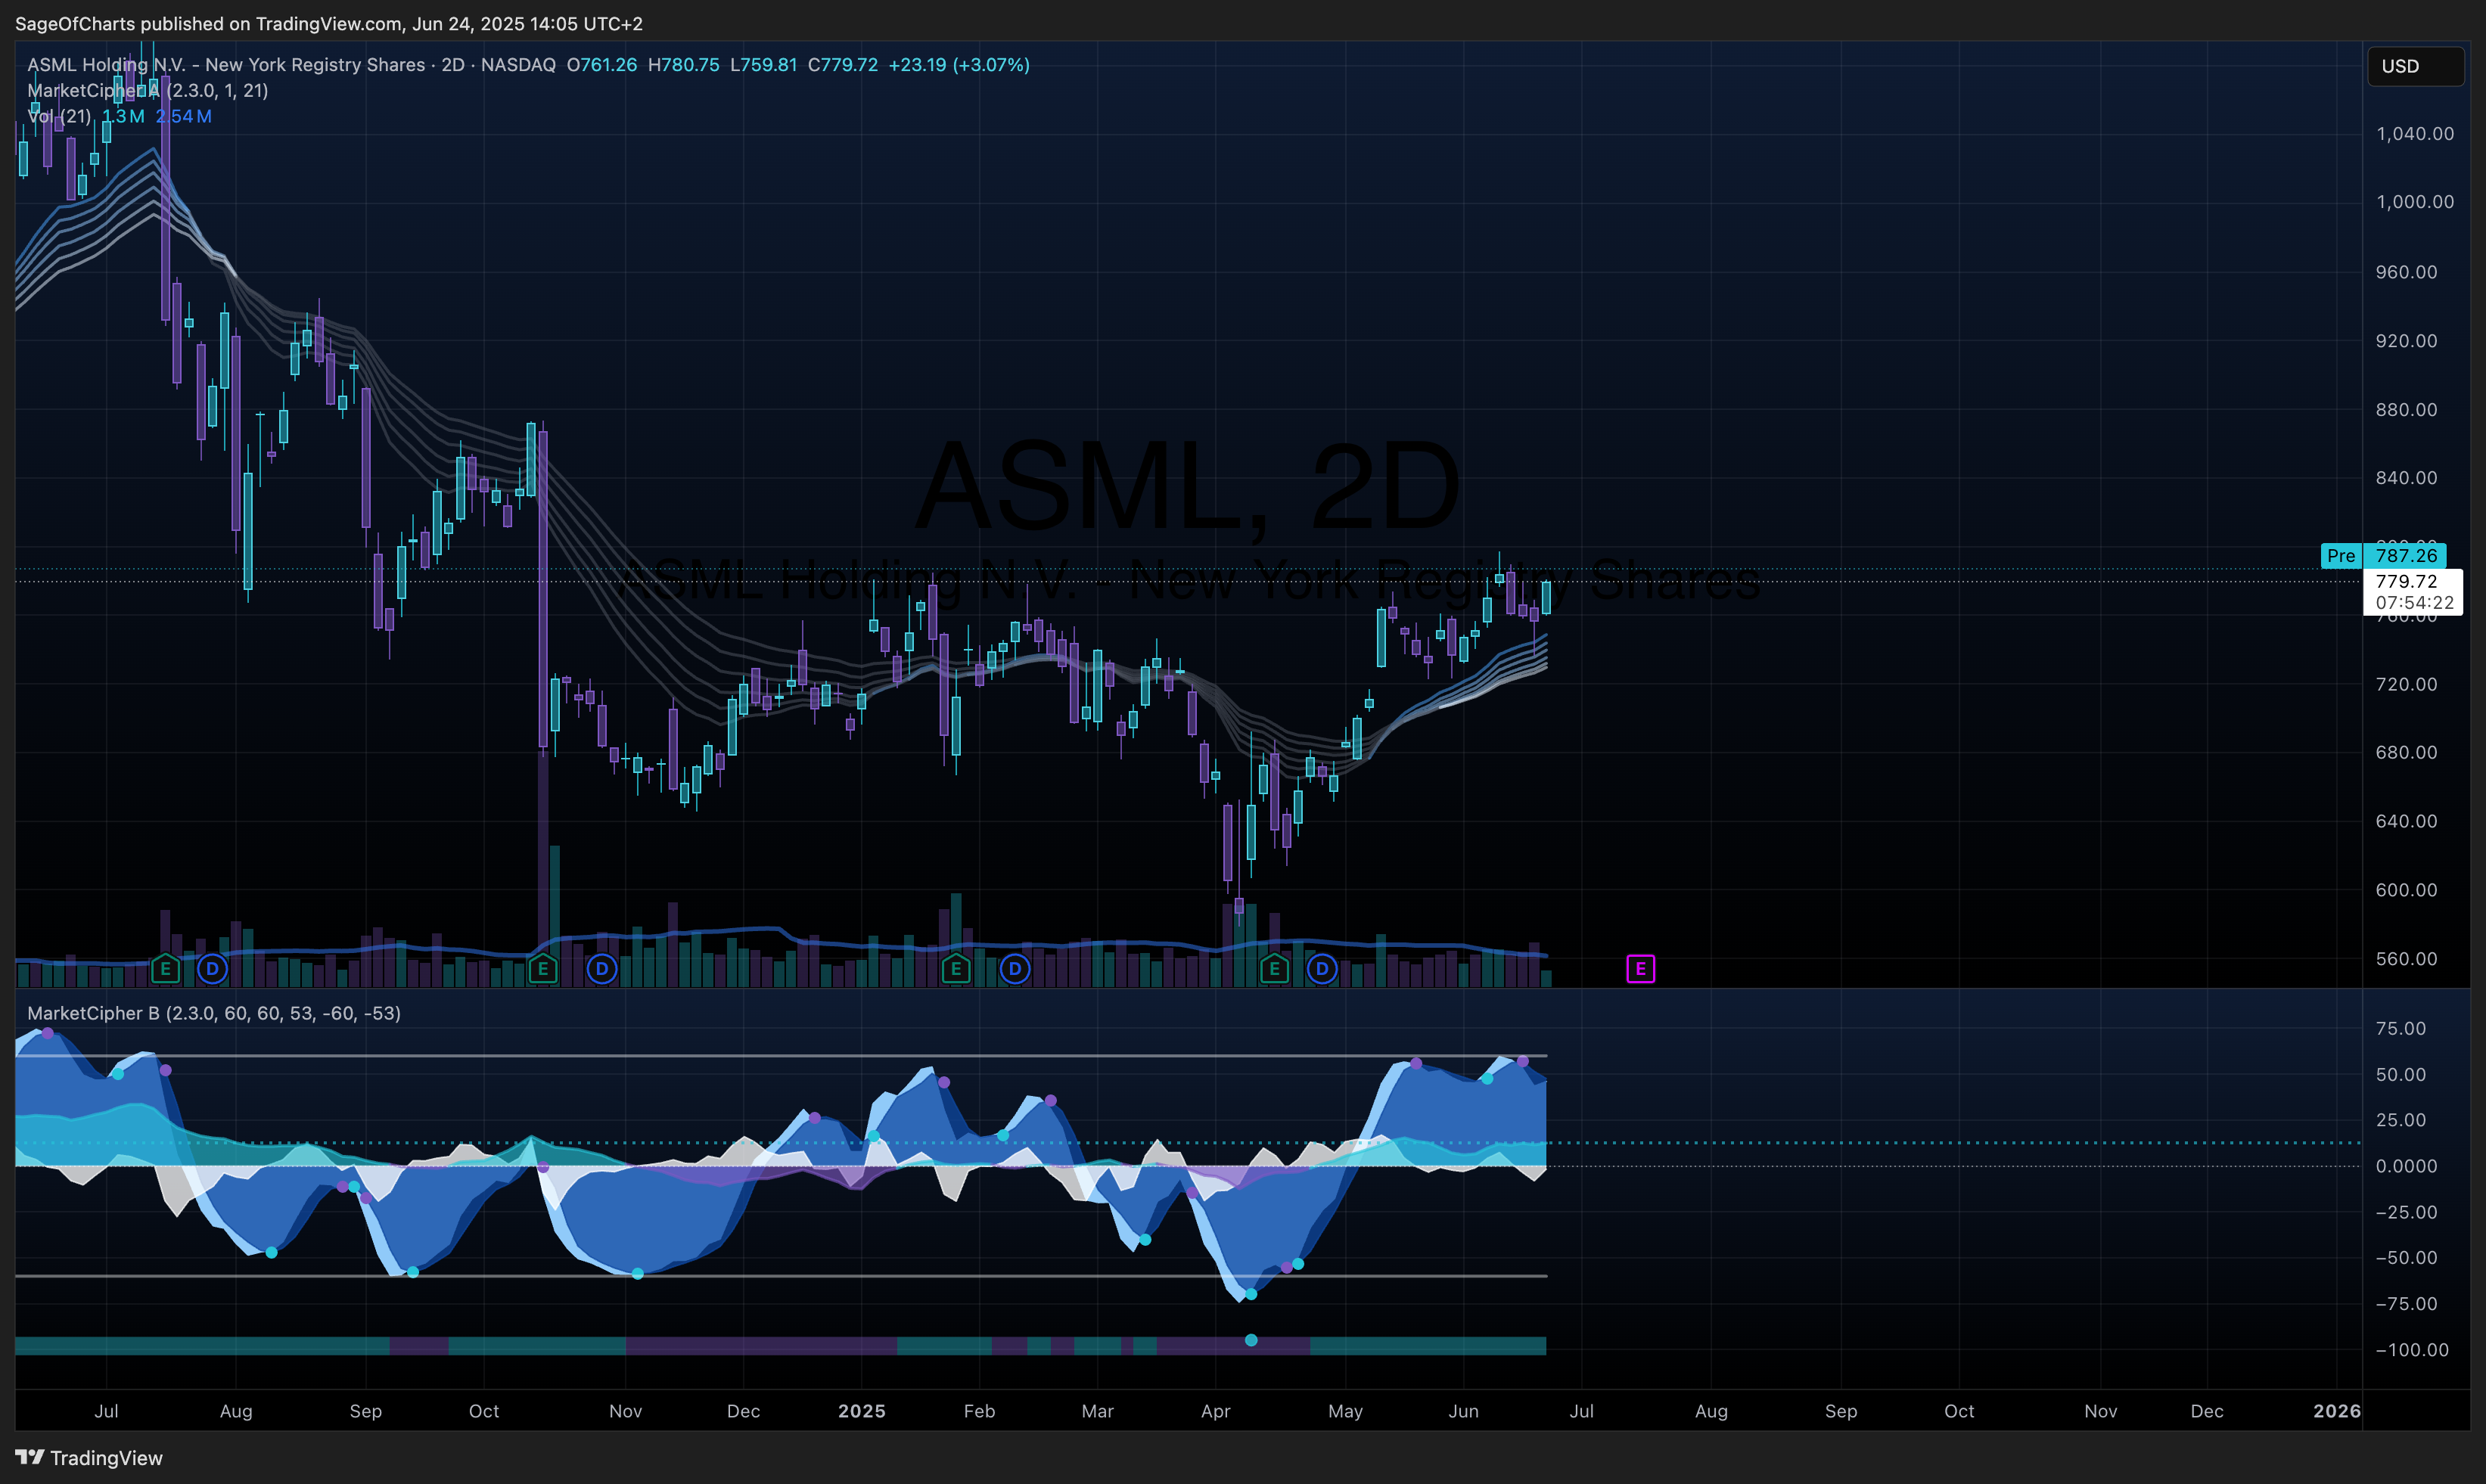 SageOfCharts published on TradingView.com, Jun 24, 2025 14:05 UTC+2
ASML Holding N.V. - New York Registry Shares · 2D · NASDAQ O761.26 H780.75 L759.81 C779.72 +23.19 (+3.07%)
USD
MarketCipher A (2.3.0, 1, 21)
Vol (21) 1.3 M 2.54 M
1,040.00
1,000.00
960.00
920.00
880.00
ASML, 2D
840.00
ASML Holding N.V. - New York Registry Shares
800.00
Pre 787.26
779.72
07:54:22
760.00
720.00
680.00
640.00
600.00
560.00
E D E D E D E D E
MarketCipher B (2.3.0, 60, 60, 53, -60, -53)
75.00
50.00
25.00
0.0000
−25.00
−50.00
−75.00
−100.00
Jul Aug Sep Oct Nov Dec 2025 Feb Mar Apr May Jun Jul Aug Sep Oct Nov Dec 2026
TradingView